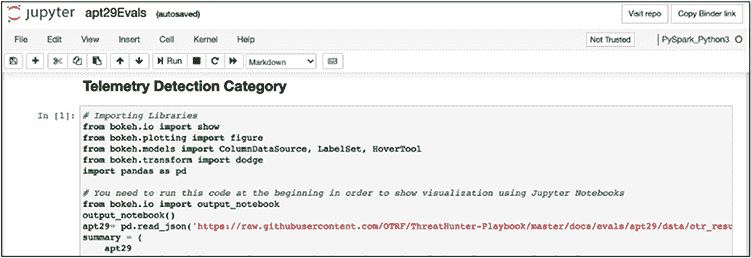 jupyter apt29Evals (autosaved) Visit repo Copy Binder link
File Edit View Insert Cell Kernel Help Not Trusted PySpark_Python3
Run Markdown
Telemetry Detection Category
In [1]: # Importing Libraries
from bokeh.io import show
from bokeh.plotting import figure
from bokeh.models import ColumnDataSource, LabelSet, HoverTool
from bokeh.transform import dodge
import pandas as pd
# You need to run this code at the beginning in order to show visualization using Jupyter Notebooks
from bokeh.io import output_notebook
output_notebook()
apt29= pd.read_json('https://raw.githubusercontent.com/OTRF/ThreatHunter-Playbook/master/docs/evals/apt29/data/otr_resu
summary = (
apt29